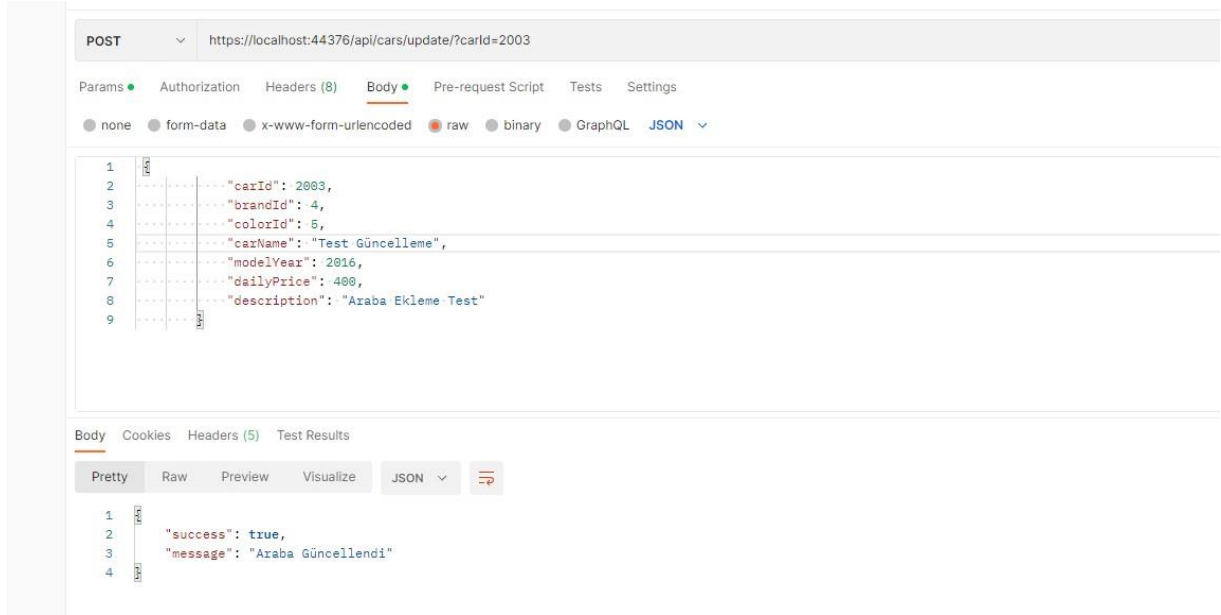 POST https://localhost:44376/api/cars/update/?carId=2003
Params Authorization Headers (8) Body Pre-request Script Tests Settings
none form-data x-www-form-urlencoded raw binary GraphQL JSON
1 {
2 "carId": 2003,
3 "brandId": 4,
4 "colorId": 5,
5 "carName": "Test Güncelleme",
6 "modelYear": 2016,
7 "dailyPrice": 400,
8 "description": "Araba Ekleme Test"
9 }
Body Cookies Headers (5) Test Results
Pretty Raw Preview Visualize JSON
1 {
2 "success": true,
3 "message": "Araba Güncellendi"
4 }